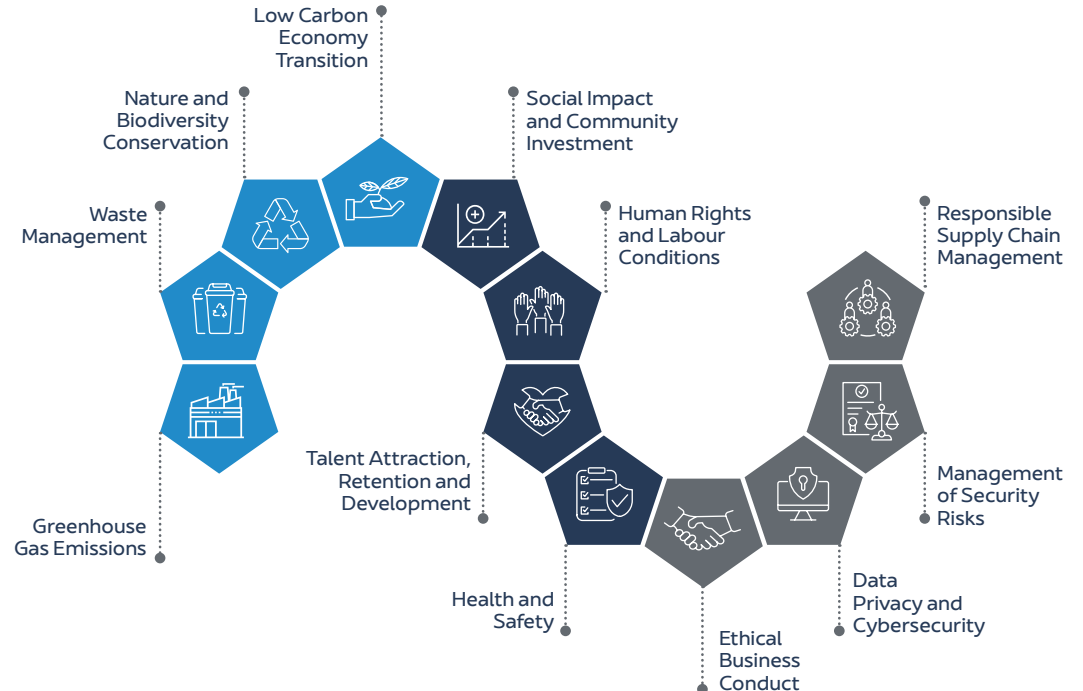 Low Carbon
Economy
Transition
Nature and
Biodiversity
Conservation
Social Impact
and Community
Investment
Waste
Management
Human Rights
and Labour
Conditions
Responsible
Supply Chain
Management
Talent Attraction,
Retention and
Development
Management
of Security
Risks
Greenhouse
Gas Emissions
Health and
Safety
Data
Privacy and
Cybersecurity
Ethical
Business
Conduct